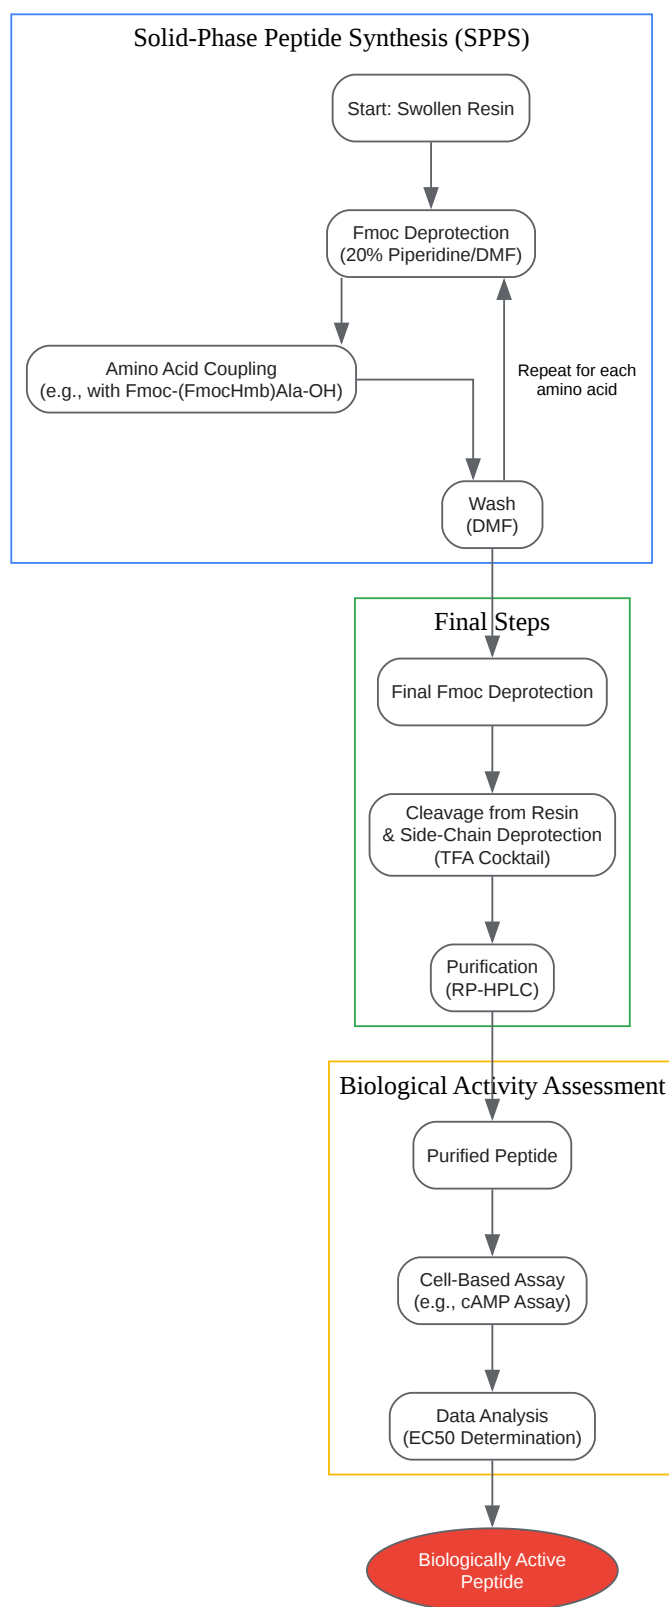 Solid-Phase Peptide Synthesis (SPPS)
Start: Swollen Resin
Fmoc Deprotection
(20% Piperidine/DMF)
Amino Acid Coupling
(e.g., with Fmoc-(FmocHmb)Ala-OH)
Repeat for each
amino acid
Wash
(DMF)
Final Steps
Final Fmoc Deprotection
Cleavage from Resin
& Side-Chain Deprotection
(TFA Cocktail)
Purification
(RP-HPLC)
Biological Activity Assessment
Purified Peptide
Cell-Based Assay
(e.g., cAMP Assay)
Data Analysis
(EC50 Determination)
Biologically Active
Peptide